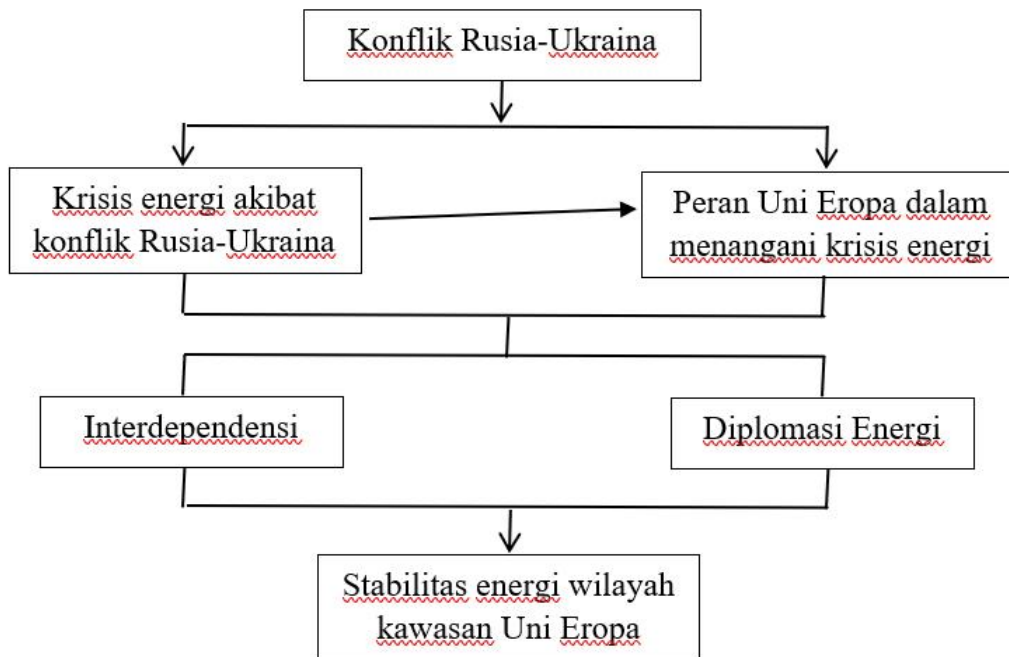 Konflik Rusia-Ukraina
Krisis energi akibat
konflik Rusia-Ukraina
Peran Uni Eropa dalam
menangani krisis energi
Interdependensi
Diplomasi Energi
Stabilitas energi wilayah
kawasan Uni Eropa